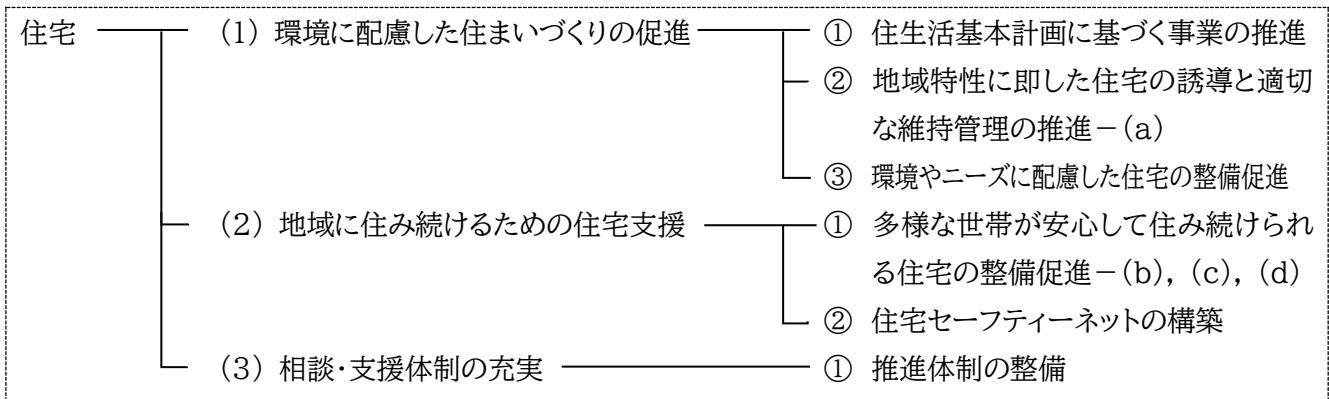 住宅 (1) 環境に配慮した住まいづくりの促進 ① 住生活基本計画に基づく事業の推進
② 地域特性に即した住宅の誘導と適切
な維持管理の推進－(a)
③ 環境やニーズに配慮した住宅の整備促進
(2) 地域に住み続けるための住宅支援 ① 多様な世帯が安心して住み続けられ
る住宅の整備促進－(b), (c), (d)
② 住宅セーフティーネットの構築
(3) 相談・支援体制の充実 ① 推進体制の整備